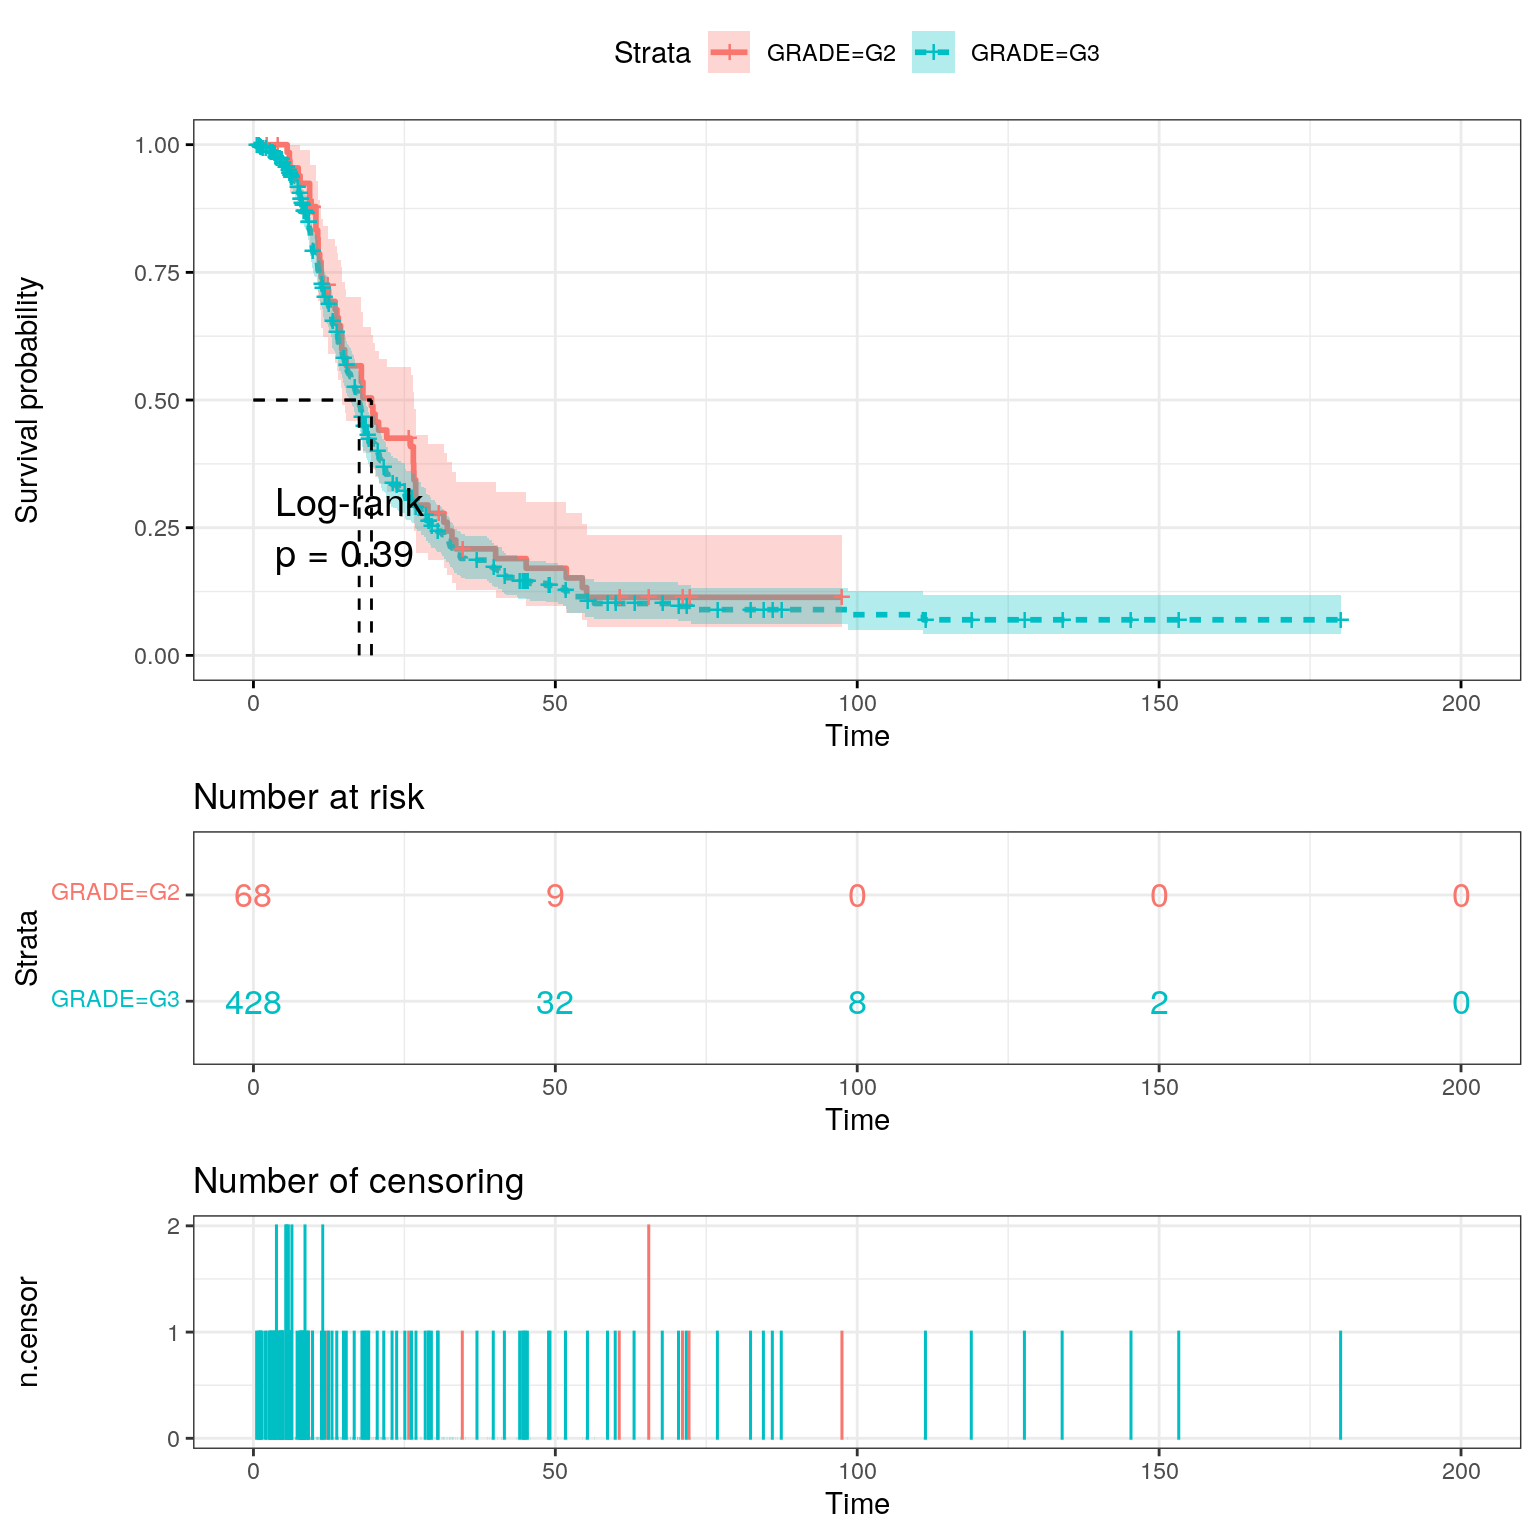 Strata GRADE=G2 GRADE=G3
Survival probability
1.00
0.75
0.50
0.25
0.00
Log-rank
p = 0.39
0 50 100 150 200
Time
Number at risk
Strata
GRADE=G2 68 9 0 0 0
GRADE=G3 428 32 8 2 0
0 50 100 150 200
Time
Number of censoring
n.censor
2
1
0
0 50 100 150 200
Time